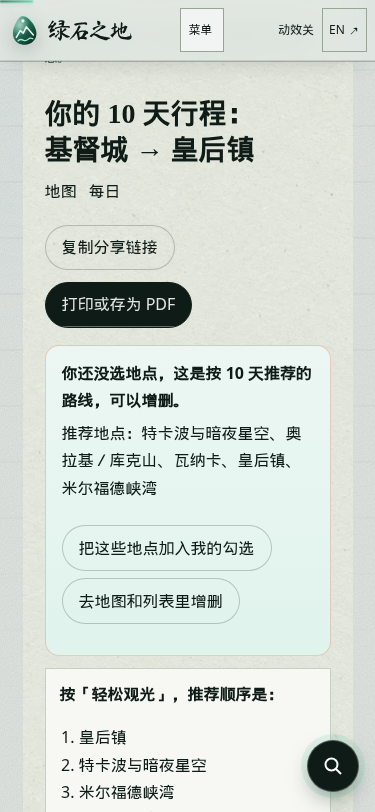 绿石之地
菜单
动效关
EN ↗
你的 10 天行程：
基督城 → 皇后镇
地图 每日
复制分享链接
打印或存为 PDF
你还没选地点，这是按 10 天推荐的
路线，可以增删。
推荐地点：特卡波与暗夜星空、奥
拉基 / 库克山、瓦纳卡、皇后镇、
米尔福德峡湾
把这些地点加入我的勾选
去地图和列表里增删
按「轻松观光」，推荐顺序是：
1. 皇后镇
2. 特卡波与暗夜星空
3. 米尔福德峡湾